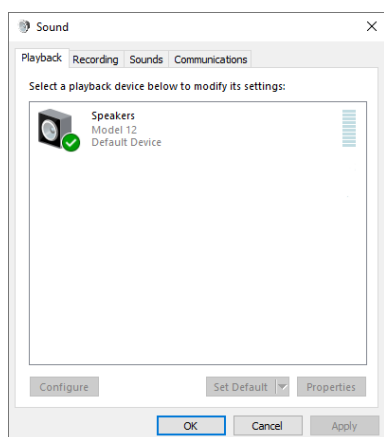 Sound
Playback Recording Sounds Communications
Select a playback device below to modify its settings:
Speakers
Model 12
Default Device
Configure Set Default Properties
OK Cancel Apply